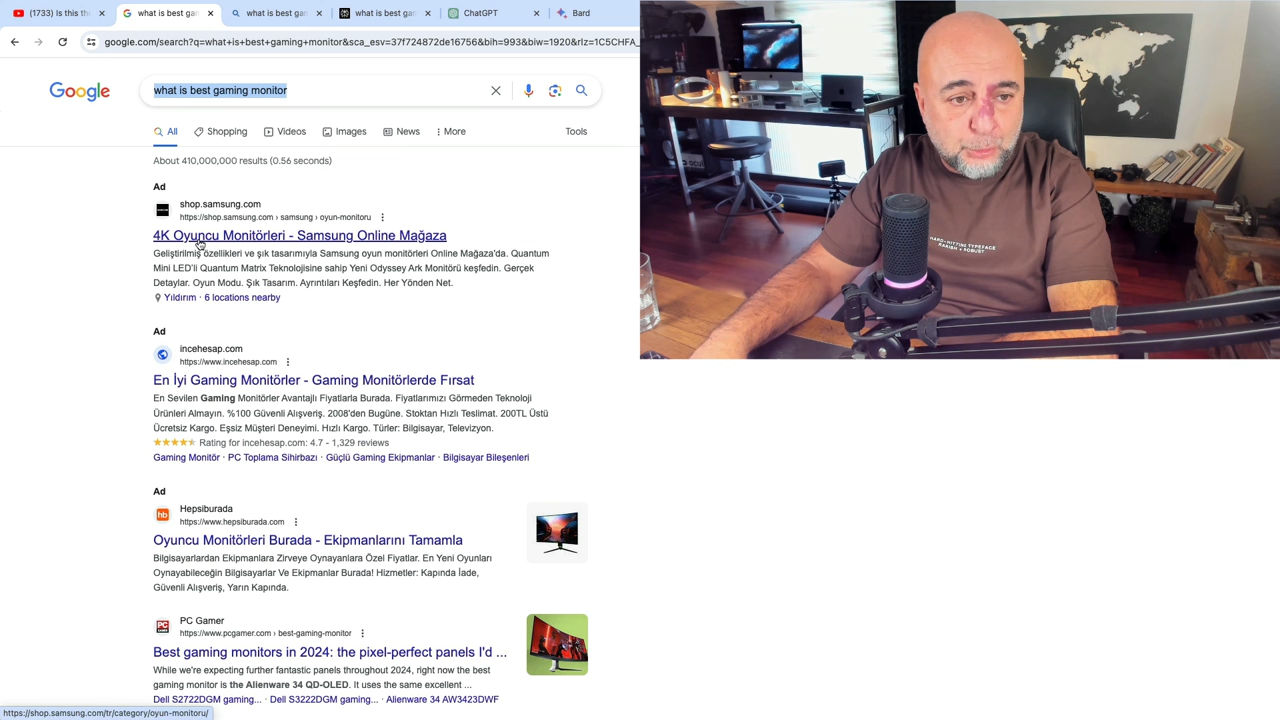 (1733) Is this the
what is best gam
what is best gam
what is best gam
ChatGPT
Bard
google.com/search?q=what+is+best+gaming+monitor&sca_esv=37f724872de16756&bih=993&biw=1920&rlz=1C5CHFA_
Google
what is best gaming monitor
All
Shopping
Videos
Images
News
More
Tools
About 410,000,000 results (0.56 seconds)
Ad
shop.samsung.com
https://shop.samsung.com › samsung › oyun-monitoru
4K Oyuncu Monitörleri - Samsung Online Mağaza
Geliştirilmiş özellikleri ve şık tasarımıyla Samsung oyun monitörleri Online Mağaza'da. Quantum
Mini LED'li Quantum Matrix Teknolojisine sahip Yeni Odyssey Ark Monitörü keşfedin. Gerçek
Detaylar. Oyun Modu. Şık Tasarım. Ayrıntıları Keşfedin. Her Yönden Net.
Yıldırım · 6 locations nearby
Ad
incehesap.com
https://www.incehesap.com
En İyi Gaming Monitörler - Gaming Monitörlerde Fırsat
En Sevilen Gaming Monitörler Avantajlı Fiyatlarla Burada. Fiyatlarımızı Görmeden Teknoloji
Ürünleri Almayın. %100 Güvenli Alışveriş. 2008'den Bugüne. Stoktan Hızlı Teslimat. 200TL Üstü
Ücretsiz Kargo. Eşsiz Müşteri Deneyimi. Hızlı Kargo. Türler: Bilgisayar, Televizyon.
Rating for incehesap.com: 4.7 - 1,329 reviews
Gaming Monitör · PC Toplama Sihirbazı · Güçlü Gaming Ekipmanlar · Bilgisayar Bileşenleri
Ad
hb
Hepsiburada
https://www.hepsiburada.com
Oyuncu Monitörleri Burada - Ekipmanlarını Tamamla
Bilgisayarlardan Ekipmanlara Zirveye Oynayanlara Özel Fiyatlar. En Yeni Oyunları
Oynayabileceğin Bilgisayarlar Ve Ekipmanlar Burada! Hizmetler: Kapında İade,
Güvenli Alışveriş, Yarın Kapında.
PC Gamer
https://www.pcgamer.com › best-gaming-monitor
Best gaming monitors in 2024: the pixel-perfect panels I'd ...
While we're expecting further fantastic panels throughout 2024, right now the best
gaming monitor is the Alienware 34 QD-OLED. It uses the same excellent ...
Dell S2722DGM gaming... · Dell S3222DGM gaming... · Alienware 34 AW3423DWF
https://shop.samsung.com/tr/category/oyun-monitoru/
HARD-HITTING TYPEFACE
RAKISH + ROBUST